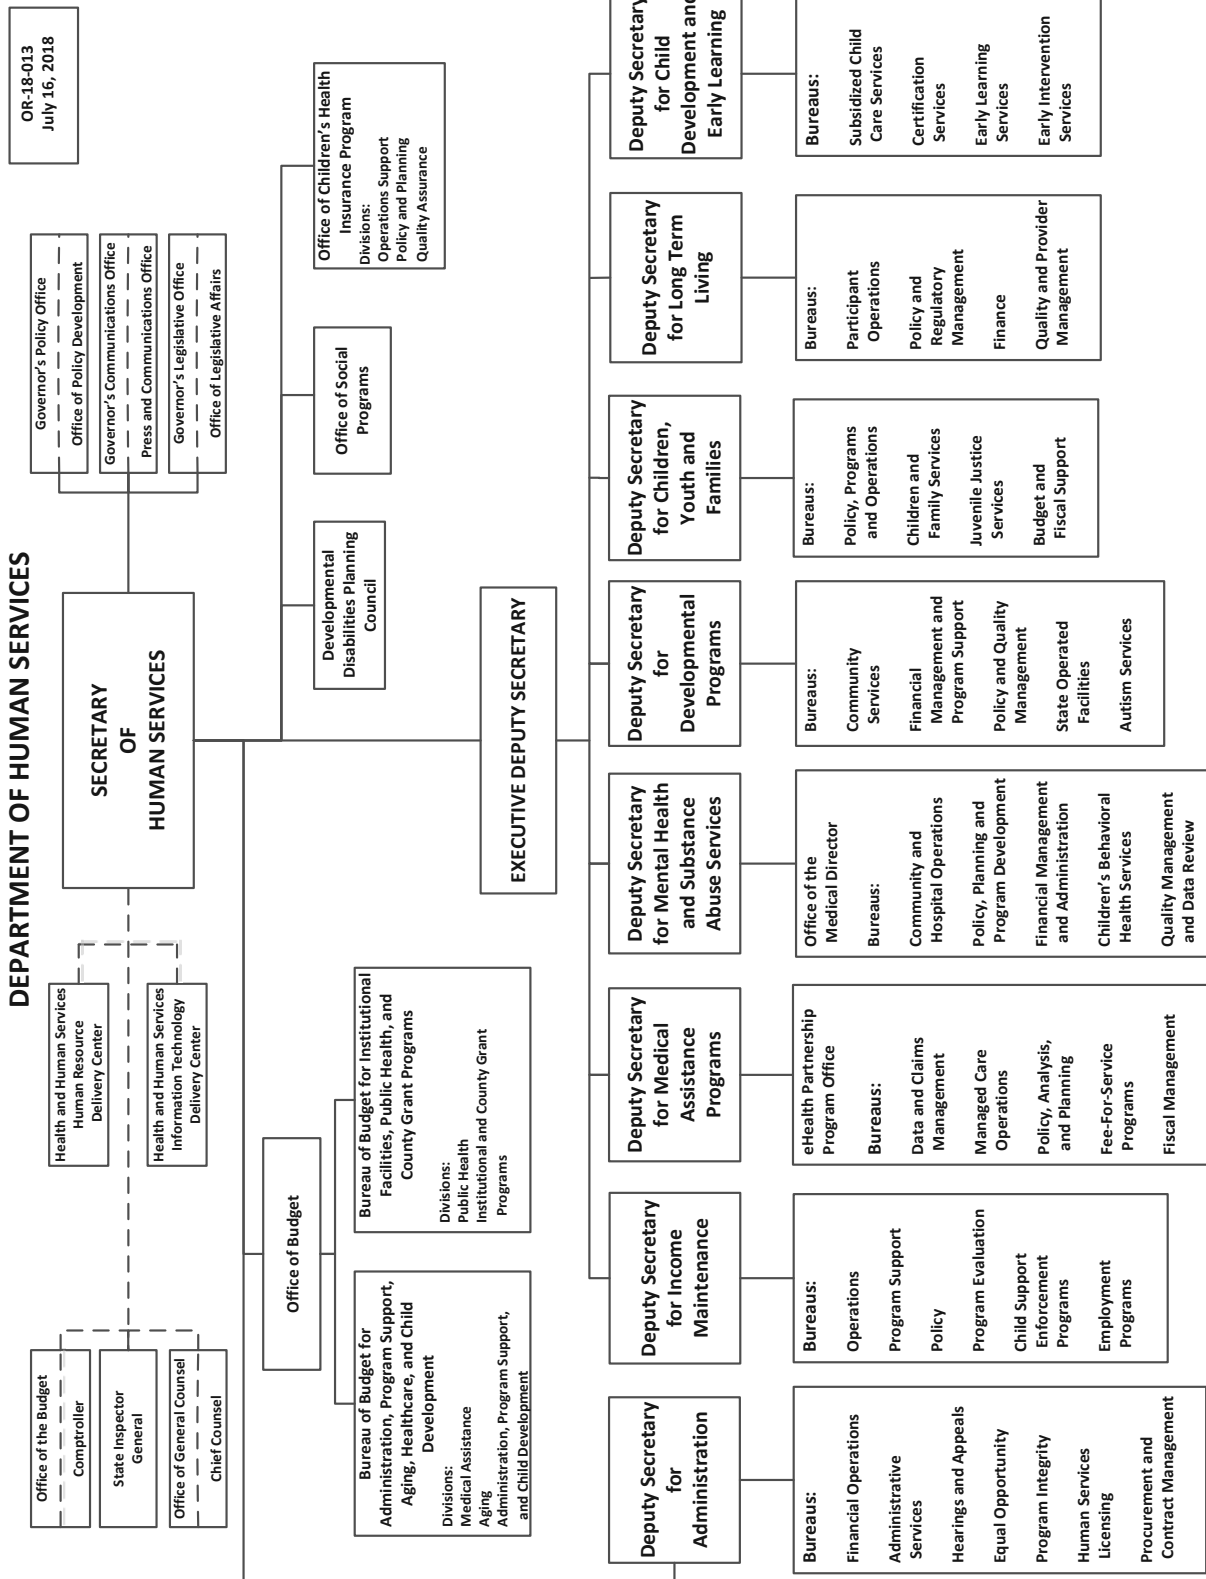 OR-18-013
July 16, 2018
DEPARTMENT OF HUMAN SERVICES
SECRETARY
OF
HUMAN SERVICES
Office of the Budget
Comptroller
State Inspector
General
Office of General Counsel
Chief Counsel
Health and Human Services
Human Resource
Delivery Center
Health and Human Services
Information Technology
Delivery Center
Governor's Policy Office
Office of Policy Development
Governor's Communications Office
Press and Communications Office
Governor's Legislative Office
Office of Legislative Affairs
Office of Budget
Bureau of Budget for
Administration, Program Support,
Aging, Healthcare, and Child
Development
Divisions:
Medical Assistance
Aging
Administration, Program Support,
and Child Development
Bureau of Budget for Institutional
Facilities, Public Health, and
County Grant Programs
Divisions:
Public Health
Institutional and County Grant
Programs
Developmental
Disabilities Planning
Council
Office of Social
Programs
Office of Children's Health
Insurance Program
Divisions:
Operations Support
Policy and Planning
Quality Assurance
EXECUTIVE DEPUTY SECRETARY
Deputy Secretary
for
Administration
Bureaus:
Financial Operations
Administrative
Services
Hearings and Appeals
Equal Opportunity
Program Integrity
Human Services
Licensing
Procurement and
Contract Management
Deputy Secretary
for Income
Maintenance
Bureaus:
Operations
Program Support
Policy
Program Evaluation
Child Support
Enforcement
Programs
Employment
Programs
Deputy Secretary
for Medical
Assistance
Programs
eHealth Partnership
Program Office
Bureaus:
Data and Claims
Management
Managed Care
Operations
Policy, Analysis,
and Planning
Fee-For-Service
Programs
Fiscal Management
Deputy Secretary
for Mental Health
and Substance
Abuse Services
Office of the
Medical Director
Bureaus:
Community and
Hospital Operations
Policy, Planning and
Program Development
Financial Management
and Administration
Children's Behavioral
Health Services
Quality Management
and Data Review
Deputy Secretary
for
Developmental
Programs
Bureaus:
Community
Services
Financial
Management and
Program Support
Policy and Quality
Management
State Operated
Facilities
Autism Services
Deputy Secretary
for Children,
Youth and
Families
Bureaus:
Policy, Programs
and Operations
Children and
Family Services
Juvenile Justice
Services
Budget and
Fiscal Support
Deputy Secretary
for Long Term
Living
Bureaus:
Participant
Operations
Policy and
Regulatory
Management
Finance
Quality and Provider
Management
Deputy Secretary
for Child
Development and
Early Learning
Bureaus:
Subsidized Child
Care Services
Certification
Services
Early Learning
Services
Early Intervention
Services